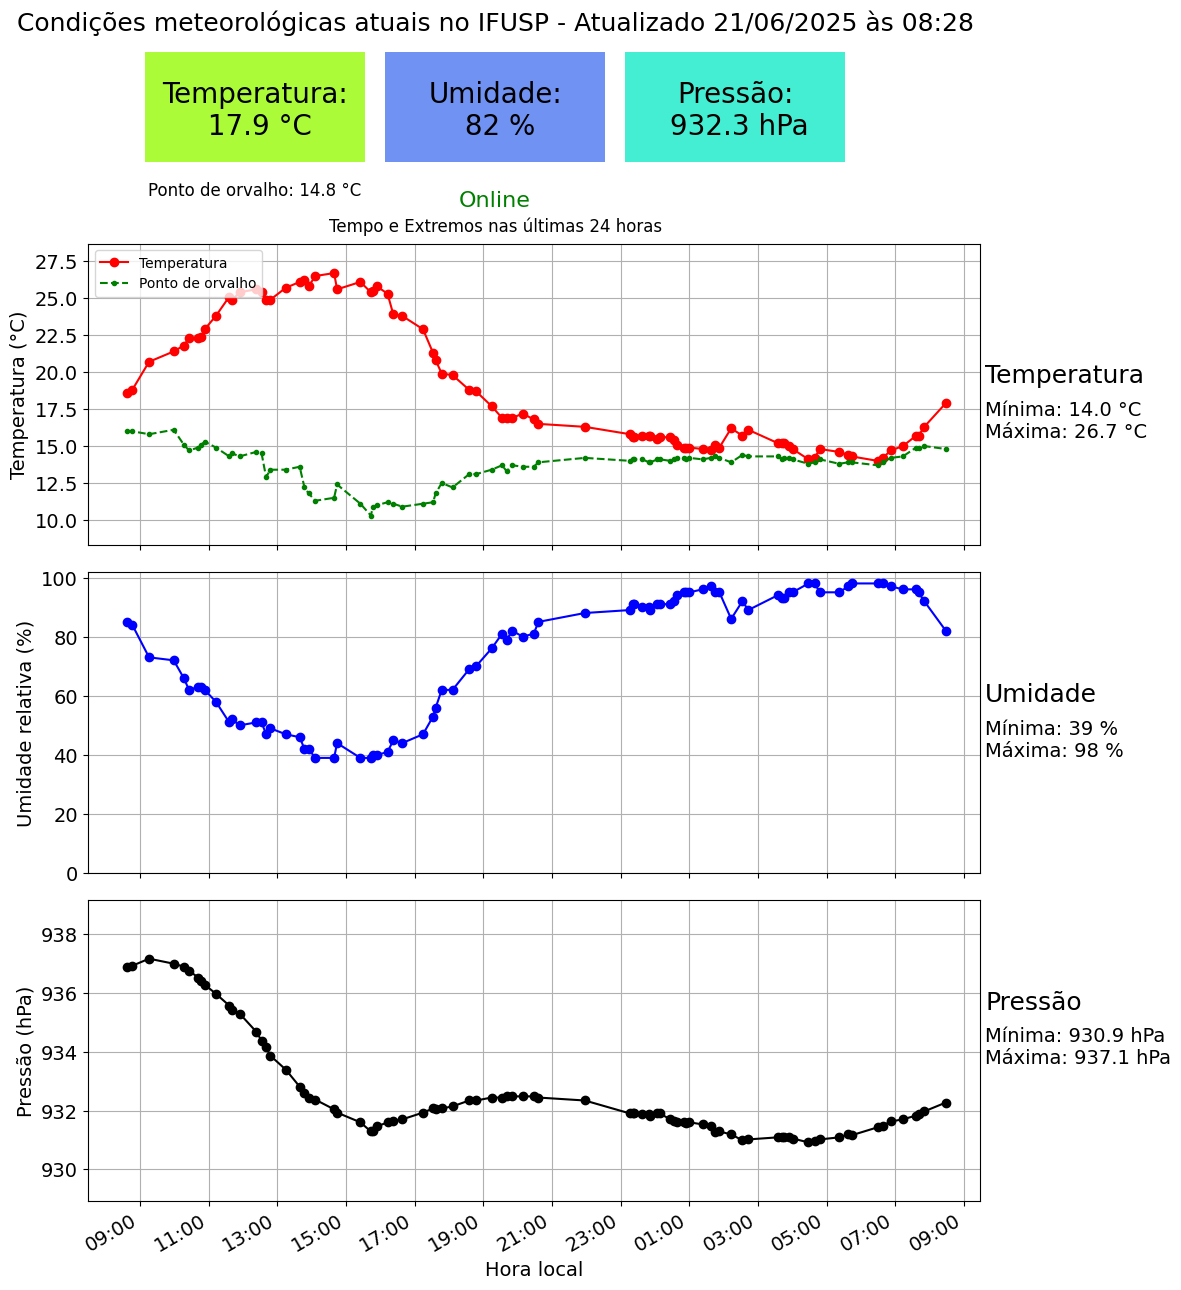 Condições meteorológicas atuais no IFUSP - Atualizado 21/06/2025 às 08:28
Temperatura:
17.9 °C
Umidade:
82 %
Pressão:
932.3 hPa
Ponto de orvalho: 14.8 °C
Online
Tempo e Extremos nas últimas 24 horas
Temperatura
Ponto de orvalho
Temperatura (°C)
27.5
25.0
22.5
20.0
17.5
15.0
12.5
10.0
Temperatura
Mínima: 14.0 °C
Máxima: 26.7 °C
Umidade relativa (%)
100
80
60
40
20
0
Umidade
Mínima: 39 %
Máxima: 98 %
Pressão (hPa)
938
936
934
932
930
Pressão
Mínima: 930.9 hPa
Máxima: 937.1 hPa
09:00 11:00 13:00 15:00 17:00 19:00 21:00 23:00 01:00 03:00 05:00 07:00 09:00
Hora local